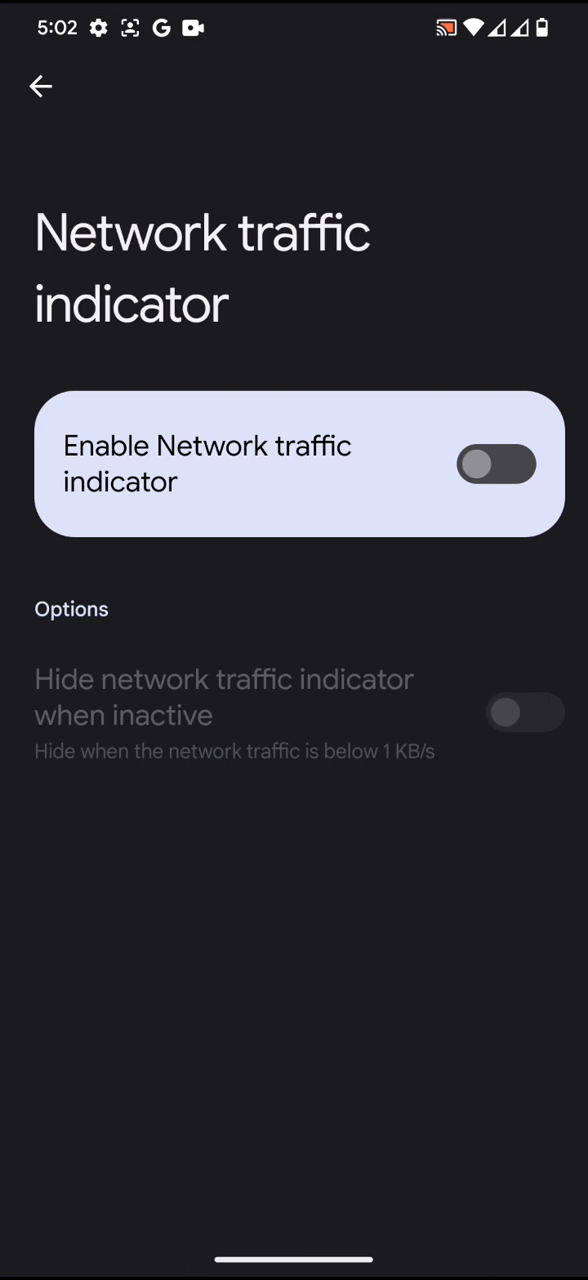 5:02
Network traffic
indicator
Enable Network traffic
indicator
Options
Hide network traffic indicator
when inactive
Hide when the network traffic is below 1 KB/s